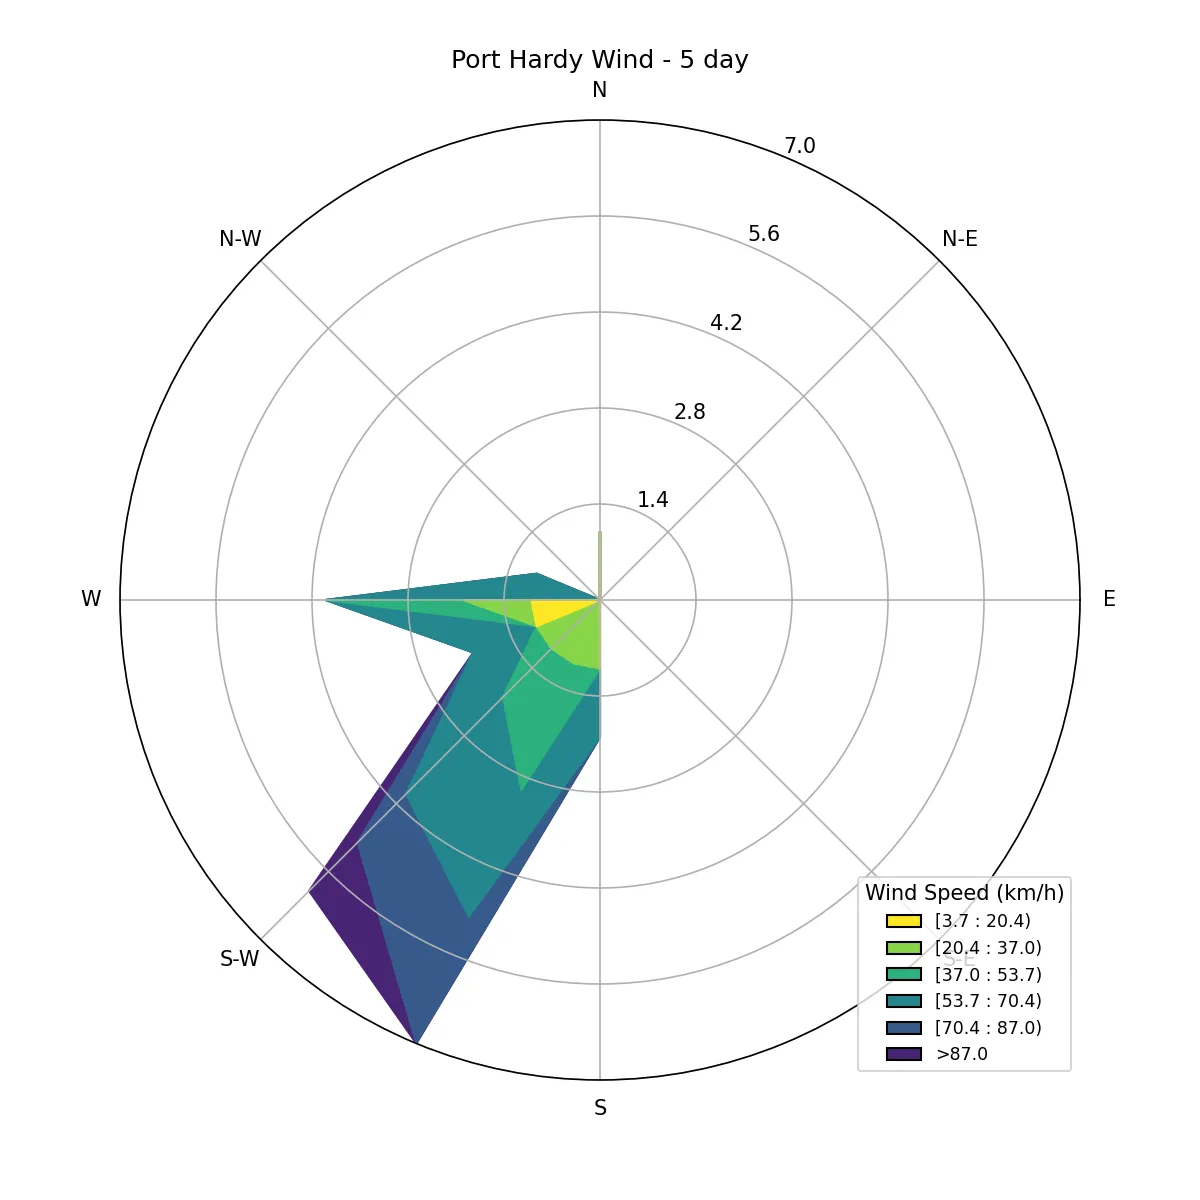 Port Hardy Wind - 5 day
N
7.0
N-W
5.6
N-E
4.2
2.8
1.4
W
E
Wind Speed (km/h)
[3.7 : 20.4)
[20.4 : 37.0)
S-W
S-E
[37.0 : 53.7)
[53.7 : 70.4)
[70.4 : 87.0)
>87.0
S